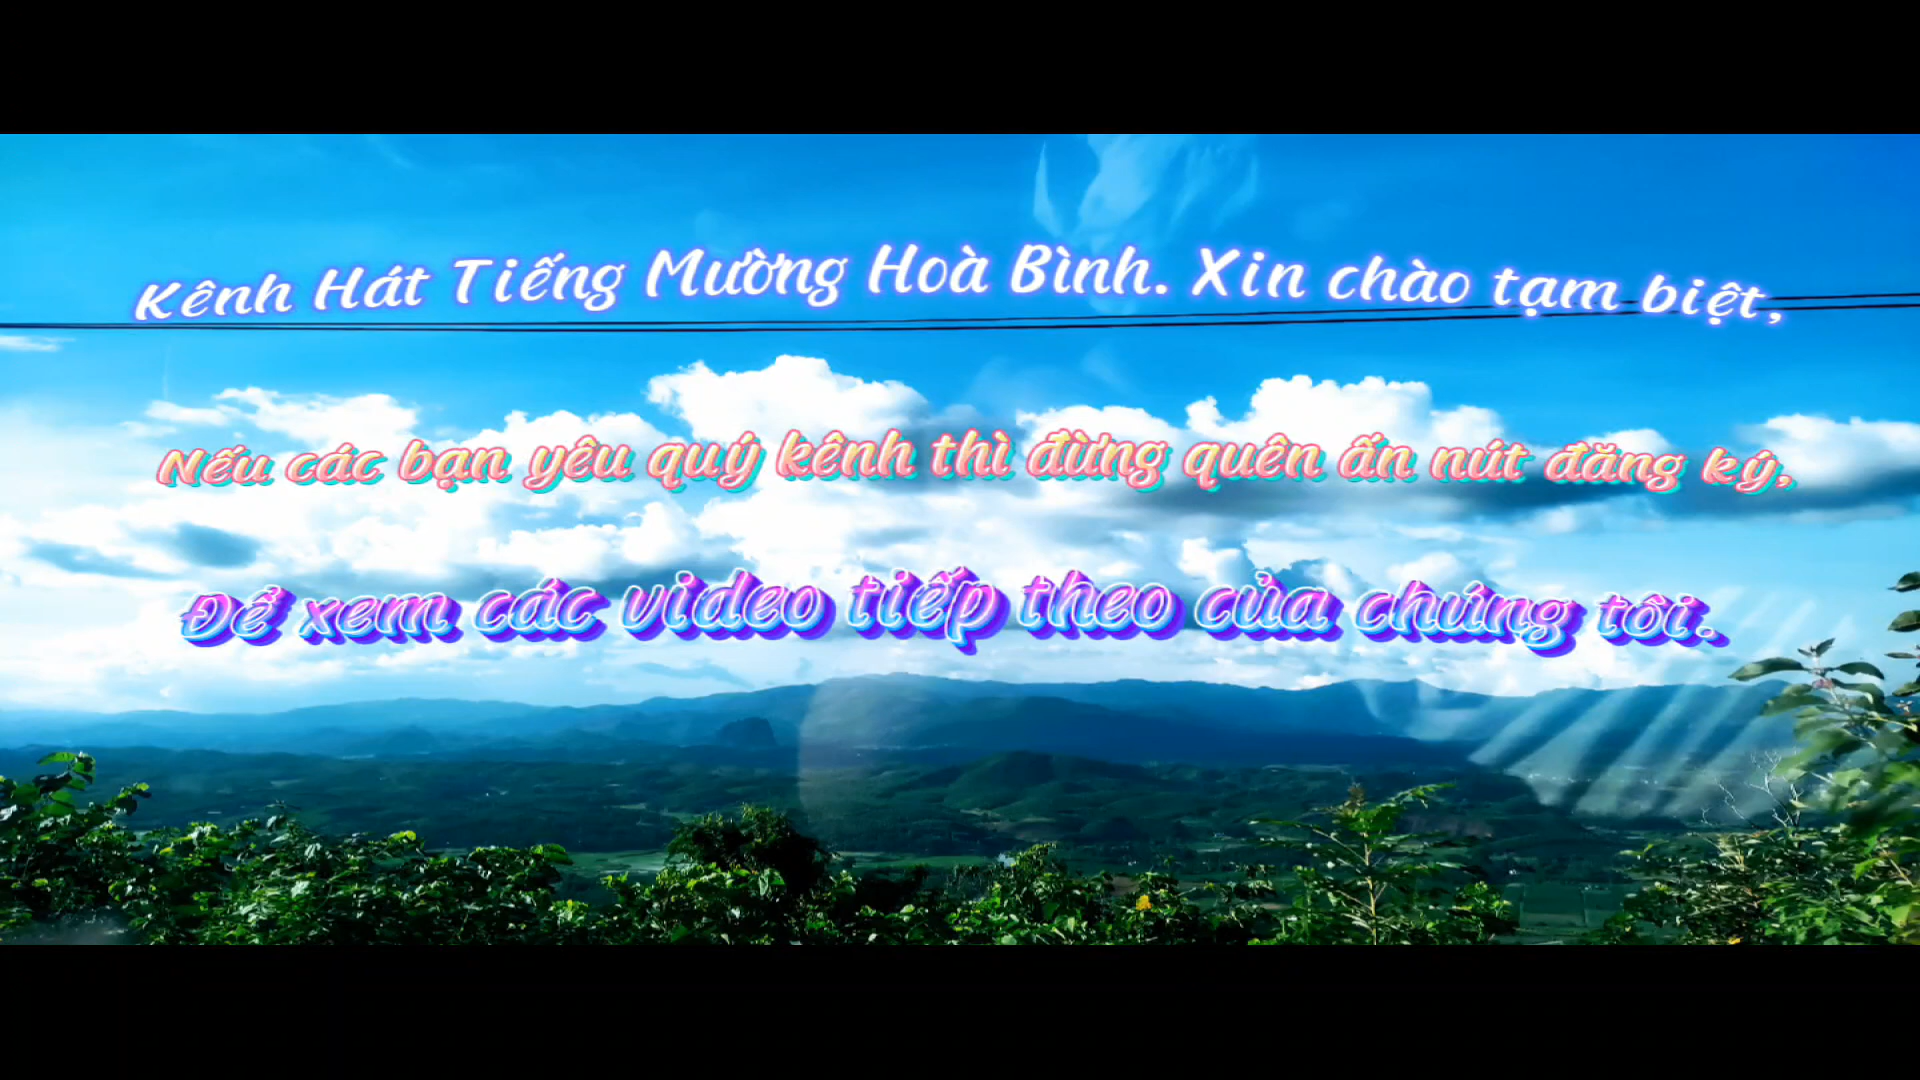 Kênh Hát Tiếng Mường Hoà Bình. Xin chào tạm biệt,
Nếu các bạn yêu quý kênh thì đừng quên ấn nút đăng ký,
Để xem các video tiếp theo của chúng tôi.